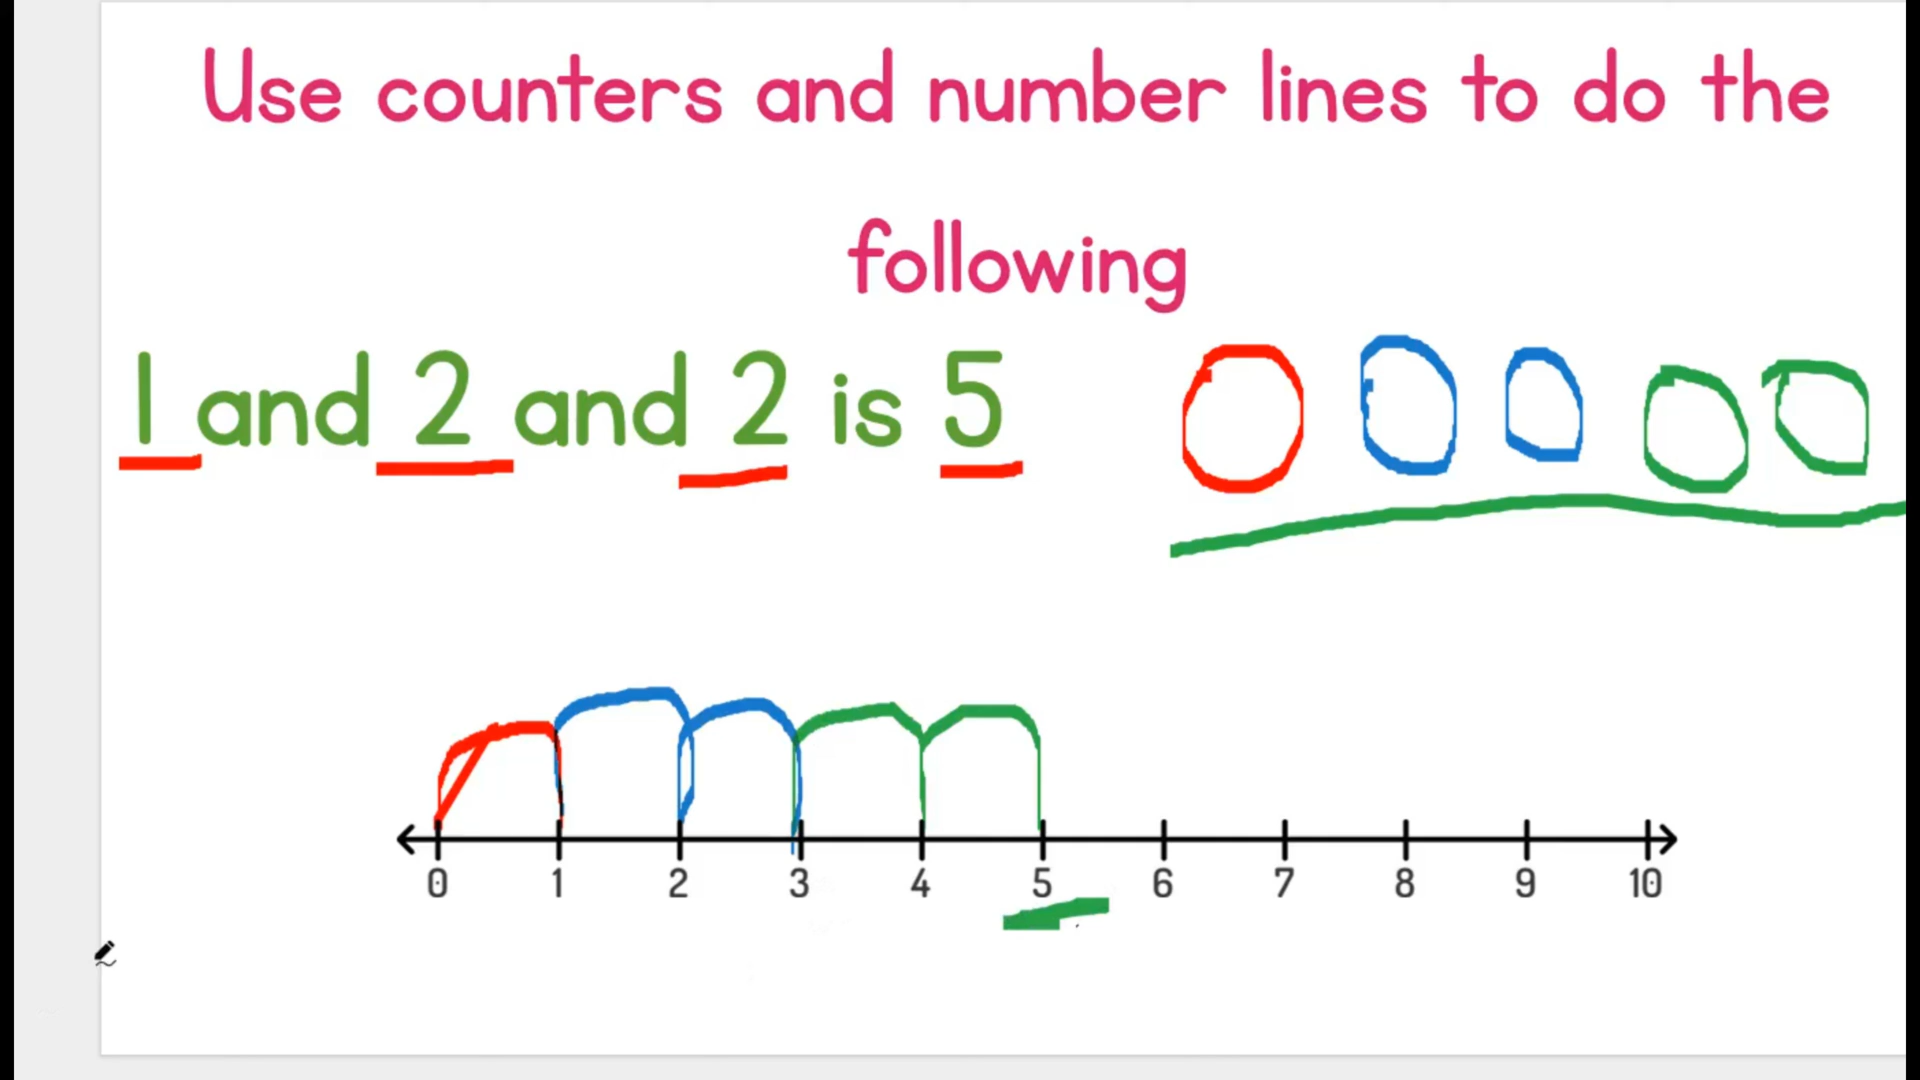 Use counters and number lines to do the
following
1 and 2 and 2 is 5
0 1 2 3 4 5 6 7 8 9 10